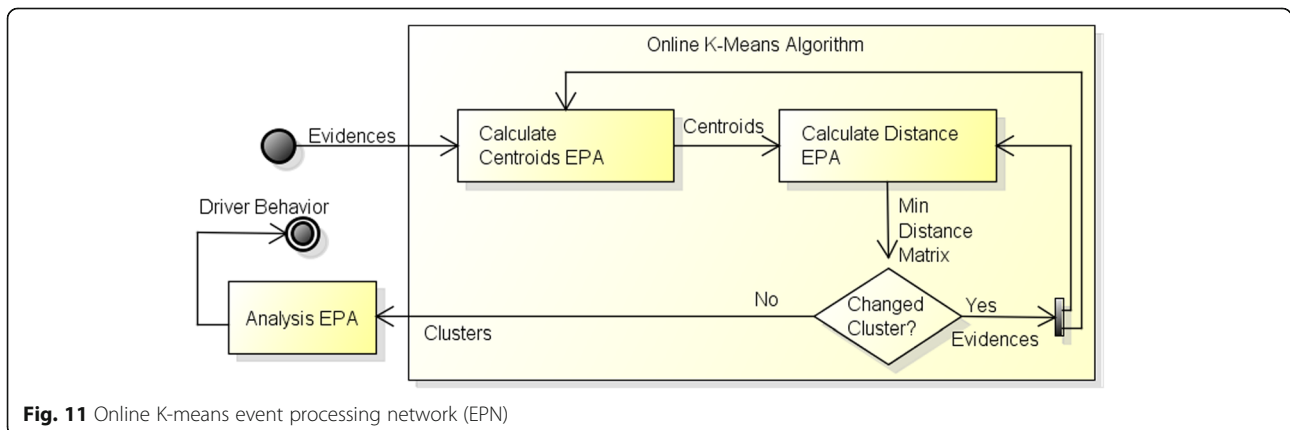 Online K-Means Algorithm
Evidences
Calculate
Centroids EPA
Centroids
Calculate Distance
EPA
Driver Behavior
Min
Distance
Matrix
Analysis EPA
Clusters
No
Changed
Cluster?
Yes
Evidences
Fig. 11 Online K-means event processing network (EPN)